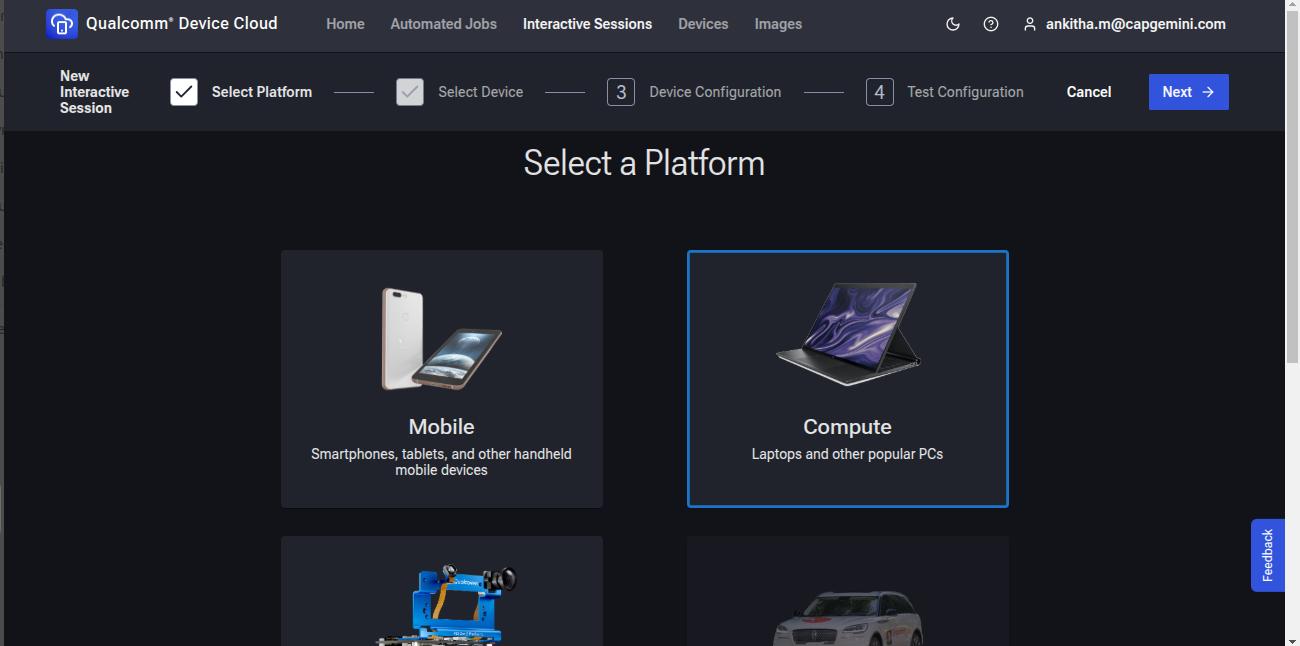 Qualcomm® Device Cloud
Home
Automated Jobs
Interactive Sessions
Devices
Images
ankitha.m@capgemini.com
New
Interactive
Session
Select Platform
Select Device
3
Device Configuration
4
Test Configuration
Cancel
Next
Select a Platform
Mobile
Smartphones, tablets, and other handheld
mobile devices
Compute
Laptops and other popular PCs
Feedback